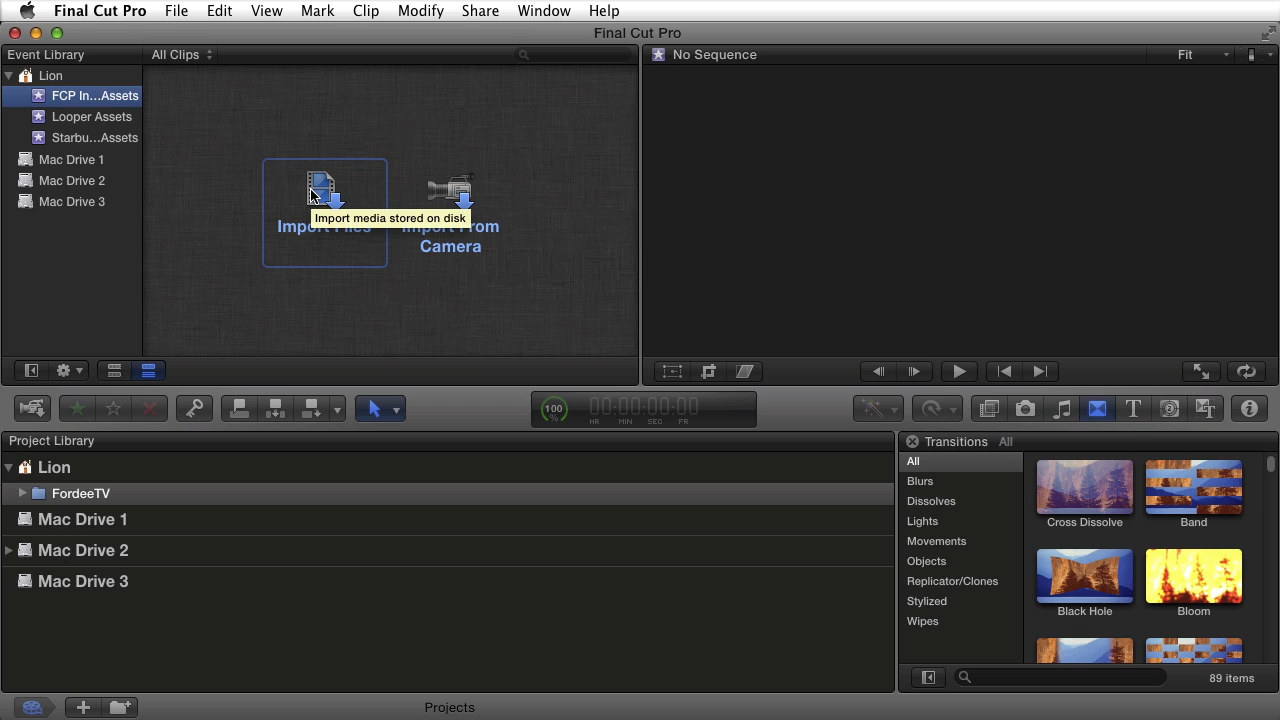 Final Cut Pro File Edit View Mark Clip Modify Share Window Help
Final Cut Pro
Event Library
All Clips
Lion
FCP In...Assets
Looper Assets
Starbu...Assets
Mac Drive 1
Mac Drive 2
Mac Drive 3
Import media stored on disk
Import Files
Import From
Camera
No Sequence
Fit
100
%
00:00:00:00
HR MIN SEC FR
Project Library
Lion
FordeeTV
Mac Drive 1
Mac Drive 2
Mac Drive 3
Transitions All
All
Blurs
Dissolves
Lights
Movements
Objects
Replicator/Clones
Stylized
Wipes
Cross Dissolve
Band
Black Hole
Bloom
89 items
Projects